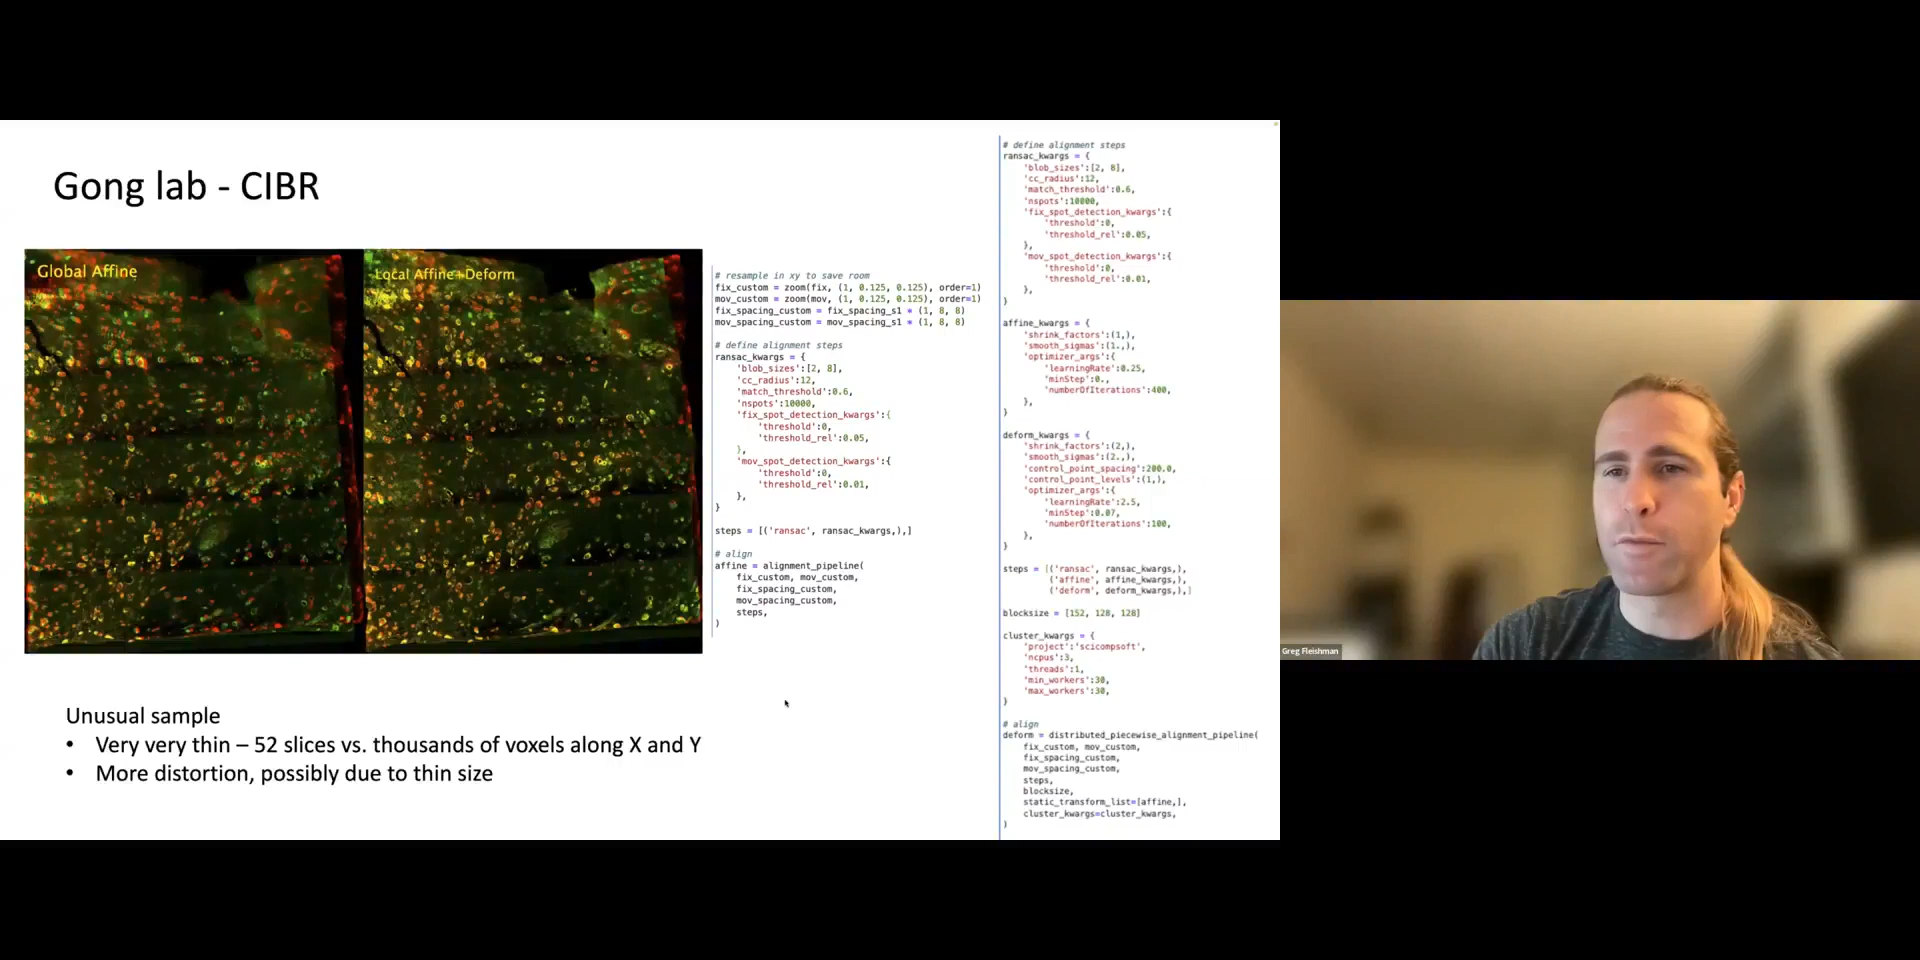 Gong lab - CIBR
Global Affine
Local Affine+Deform
Unusual sample
• Very very thin – 52 slices vs. thousands of voxels along X and Y
• More distortion, possibly due to thin size
# resample in xy to save room
fix_custom = zoom(fix, (1, 0.125, 0.125), order=1)
mov_custom = zoom(mov, (1, 0.125, 0.125), order=1)
fix_spacing_custom = fix_spacing_s1 * (1, 8, 8)
mov_spacing_custom = mov_spacing_s1 * (1, 8, 8)
# define alignment steps
ransac_kwargs = {
'blob_sizes':[2, 8],
'cc_radius':12,
'match_threshold':0.6,
'nspots':10000,
'fix_spot_detection_kwargs':{
'threshold':0,
'threshold_rel':0.05,
},
'mov_spot_detection_kwargs':{
'threshold':0,
'threshold_rel':0.01,
},
}
steps = [('ransac', ransac_kwargs,),]
# align
affine = alignment_pipeline(
fix_custom, mov_custom,
fix_spacing_custom,
mov_spacing_custom,
steps,
)
# define alignment steps
ransac_kwargs = {
'blob_sizes':[2, 8],
'cc_radius':12,
'match_threshold':0.6,
'nspots':10000,
'fix_spot_detection_kwargs':{
'threshold':0,
'threshold_rel':0.05,
},
'mov_spot_detection_kwargs':{
'threshold':0,
'threshold_rel':0.01,
},
}
affine_kwargs = {
'shrink_factors':(1,),
'smooth_sigmas':(1.,),
'optimizer_args':{
'learningRate':0.25,
'minStep':0.,
'numberOfIterations':400,
},
}
deform_kwargs = {
'shrink_factors':(2,),
'smooth_sigmas':(2.,),
'control_point_spacing':200.0,
'control_point_levels':(1,),
'optimizer_args':{
'learningRate':2.5,
'minStep':0.07,
'numberOfIterations':100,
},
}
steps = [('ransac', ransac_kwargs,),
('affine', affine_kwargs,),
('deform', deform_kwargs,),]
blocksize = [152, 128, 128]
cluster_kwargs = {
'project':'scicompsoft',
'ncpus':3,
'threads':1,
'min_workers':30,
'max_workers':30,
}
# align
deform = distributed_piecewise_alignment_pipeline(
fix_custom, mov_custom,
fix_spacing_custom,
mov_spacing_custom,
steps,
blocksize,
static_transform_list=[affine,],
cluster_kwargs=cluster_kwargs,
)
Greg Fleishman